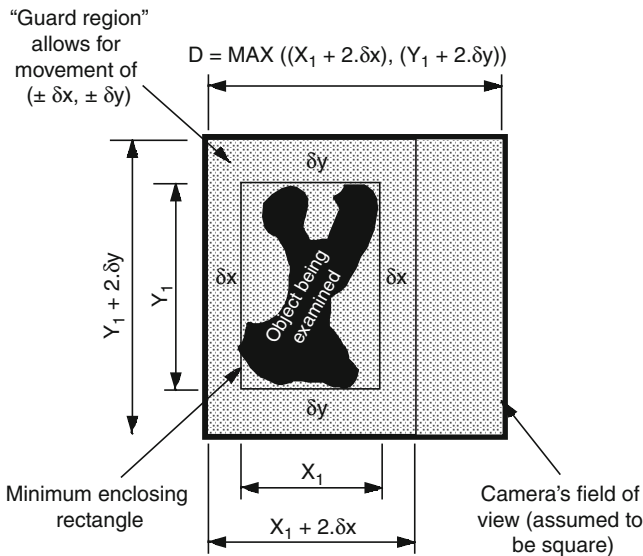 “Guard region”
allows for
movement of
(± δx, ± δy)
D = MAX ((X₁ + 2.δx), (Y₁ + 2.δy))
δy
Y₁ + 2.δy
Y₁
δx
Object being
examined
δx
δy
Minimum enclosing
rectangle
X₁
X₁ + 2.δx
Camera’s field of
view (assumed to
be square)